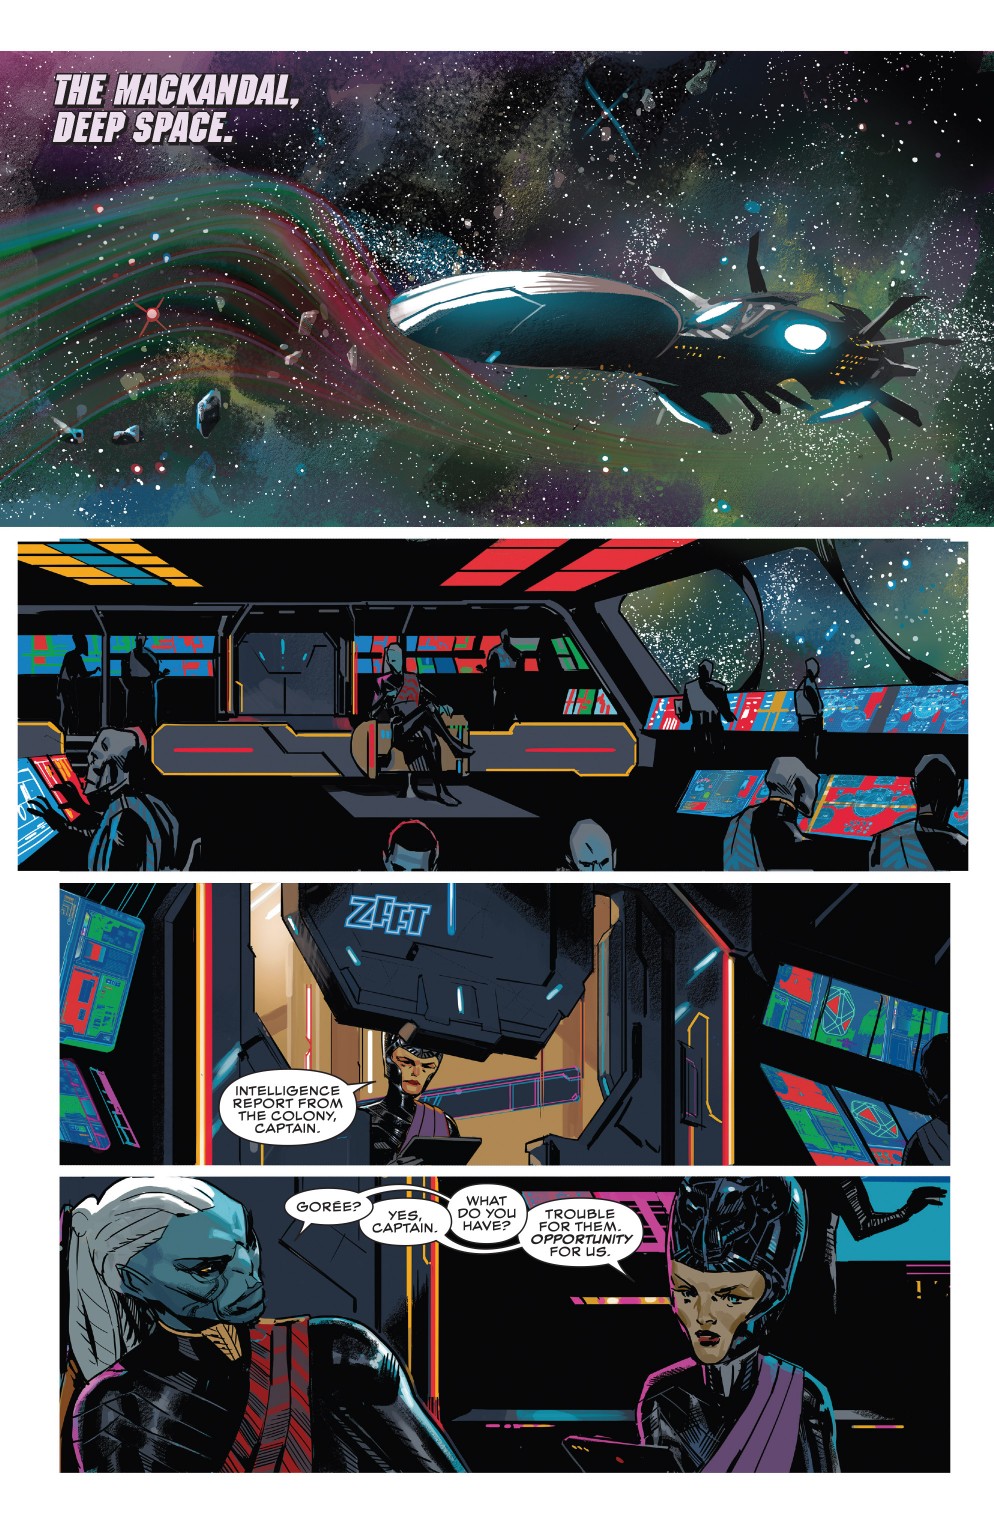 THE MACKANDAL,
DEEP SPACE.
ZFFT
INTELLIGENCE
REPORT FROM
THE COLONY,
CAPTAIN.
GORÉE?
YES,
CAPTAIN.
WHAT
DO YOU
HAVE?
TROUBLE
FOR THEM.
OPPORTUNITY
FOR US.